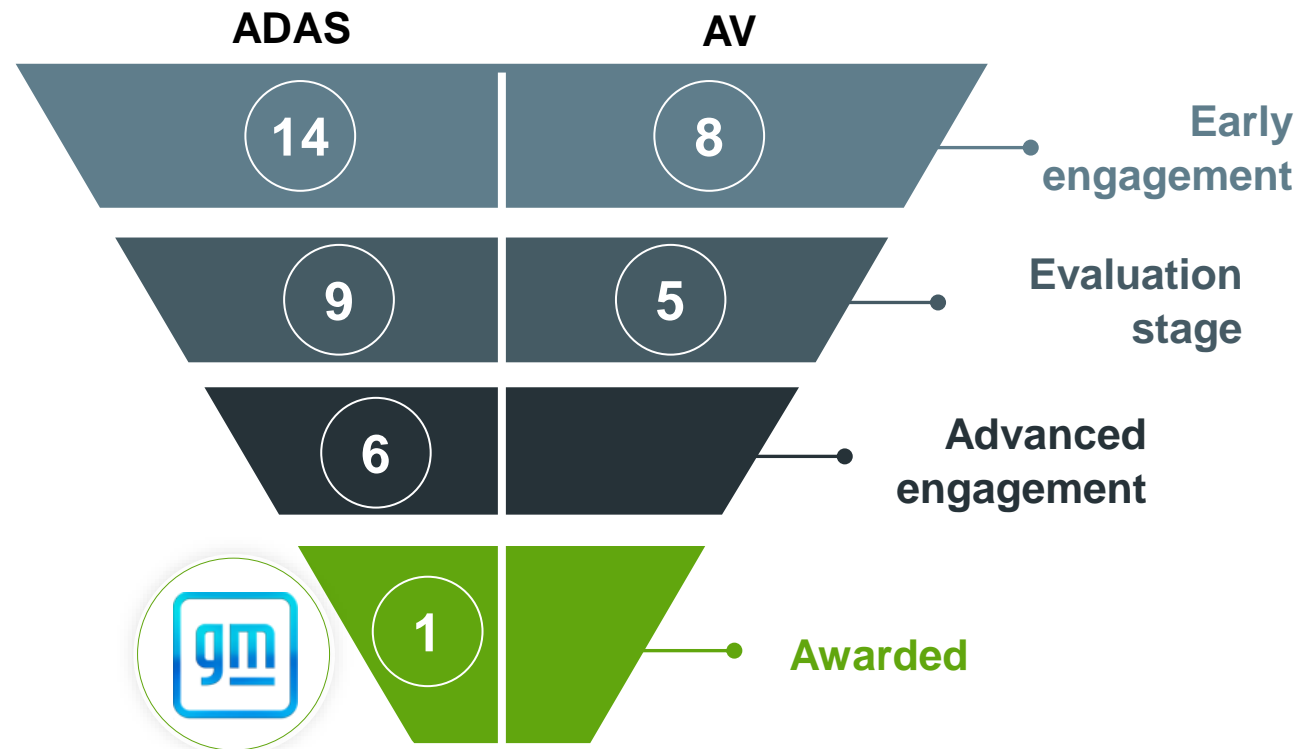 ADAS
AV
14
8
Early
engagement
9
5
Evaluation
stage
6
Advanced
engagement
gm
1
Awarded